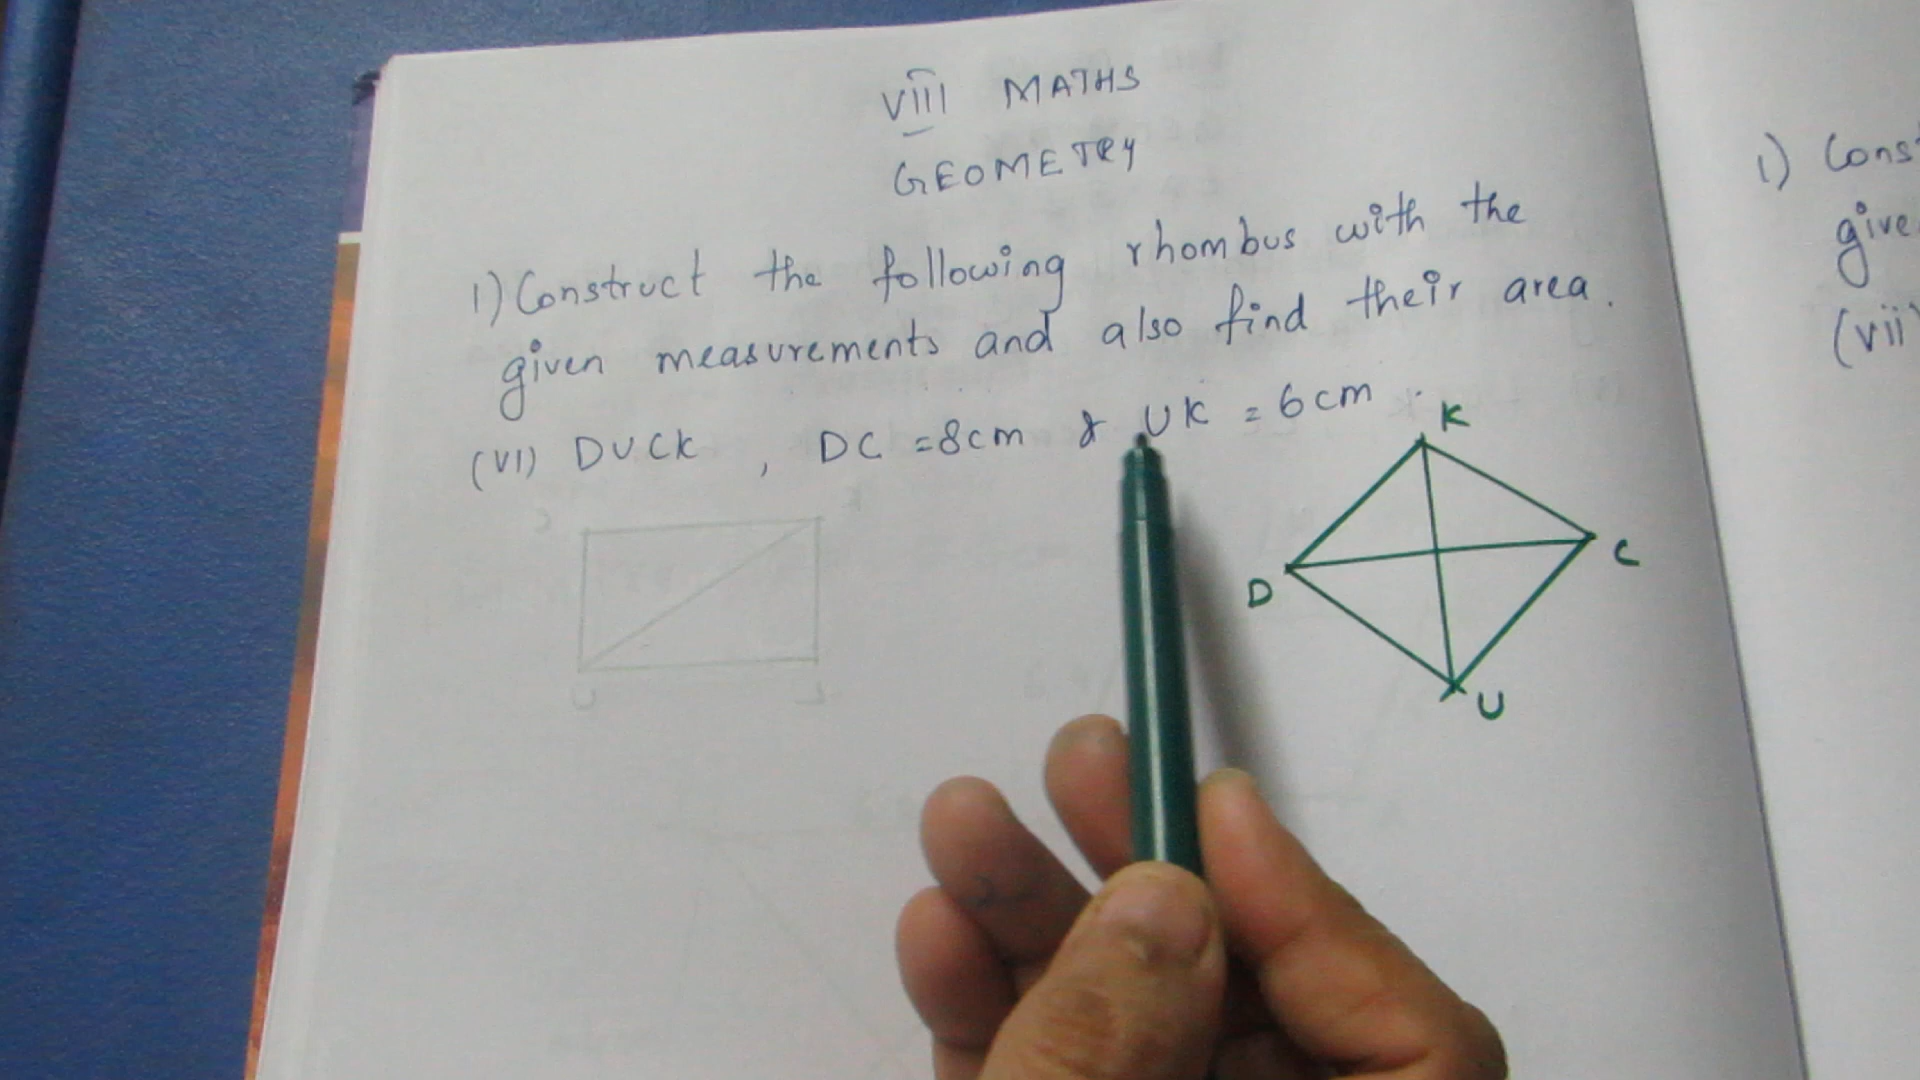 VIII MATHS
GEOMETRY
1) Construct the following rhombus with the
given measurements and also find their area.
(VI) DUCK , DC = 8cm & UK = 6cm .
K
D
C
U
1) Cons
give
(vii)